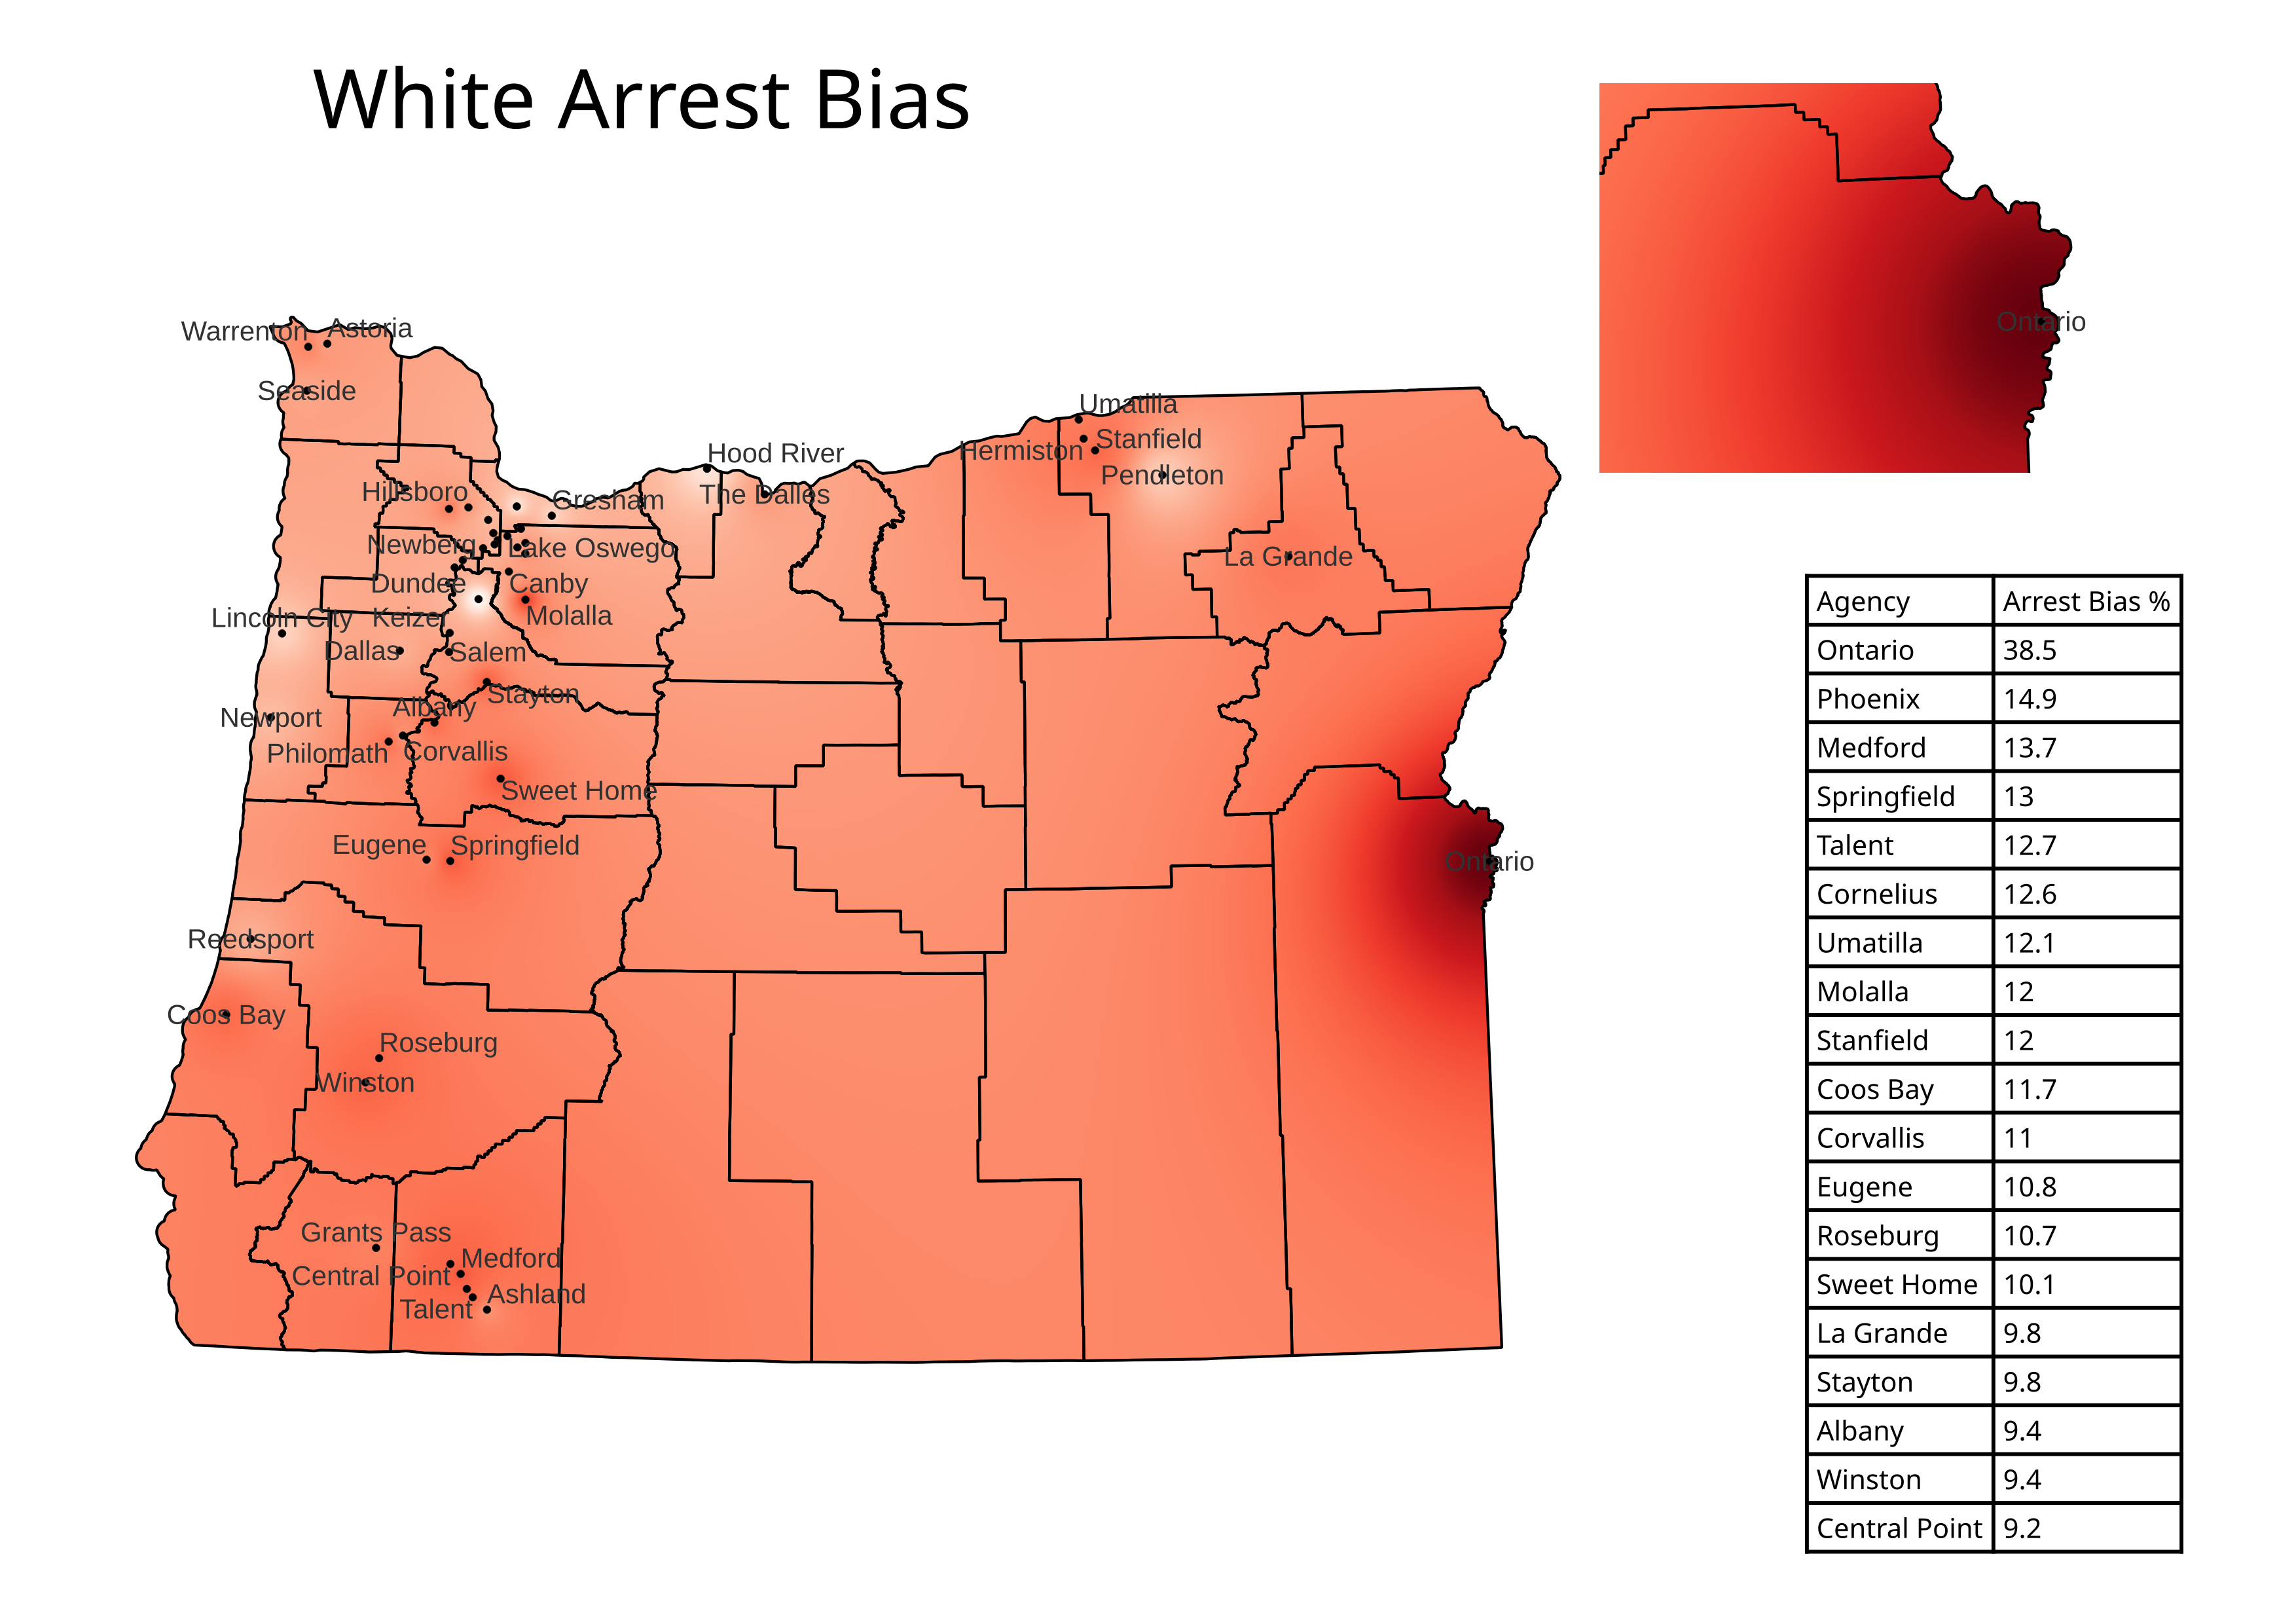 White Arrest Bias
Ontario
Warrenton
Astoria
Seaside
Umatilla
Hood River
Hermiston
Stanfield
Pendleton
Hillsboro
Gresham
The Dalles
Newberg
Lake Oswego
La Grande
Dundee
Canby
Lincoln City
Keizer
Molalla
Dallas
Salem
Stayton
Albany
Newport
Philomath
Corvallis
Sweet Home
Eugene
Springfield
Ontario
Reedsport
Coos Bay
Roseburg
Winston
Grants Pass
Medford
Central Point
Ashland
Talent
Agency Arrest Bias %
Ontario 38.5
Phoenix 14.9
Medford 13.7
Springfield 13
Talent 12.7
Cornelius 12.6
Umatilla 12.1
Molalla 12
Stanfield 12
Coos Bay 11.7
Corvallis 11
Eugene 10.8
Roseburg 10.7
Sweet Home 10.1
La Grande 9.8
Stayton 9.8
Albany 9.4
Winston 9.4
Central Point 9.2